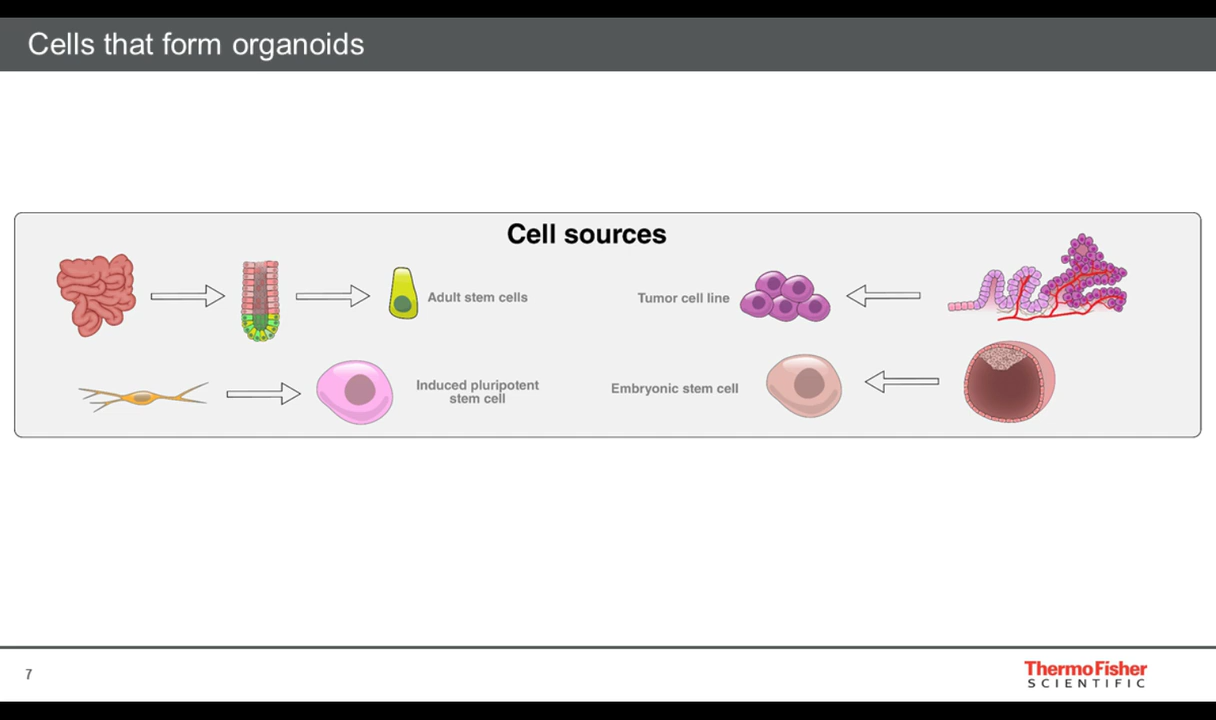 Cells that form organoids
Cell sources
Adult stem cells
Tumor cell line
Induced pluripotent
stem cell
Embryonic stem cell
7
ThermoFisher
SCIENTIFIC